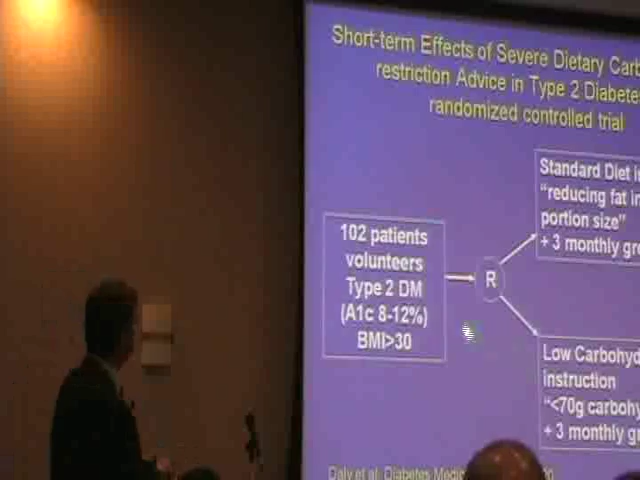 Short-term Effects of Severe Dietary Carb
restriction Advice in Type 2 Diabete
randomized controlled trial
102 patients
volunteers
Type 2 DM
(A1c 8-12%)
BMI>30
R
Standard Diet i
"reducing fat i
portion size"
+ 3 monthly gr
Low Carbohyd
instruction
"<70g carbohy
+ 3 monthly gr
Daly et al. Diabetes Medic